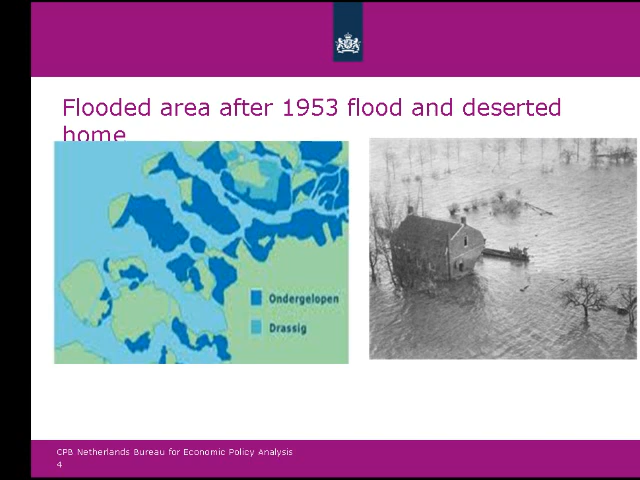 Flooded area after 1953 flood and deserted
home
Ondergelopen
Drassig
CPB Netherlands Bureau for Economic Policy Analysis
4